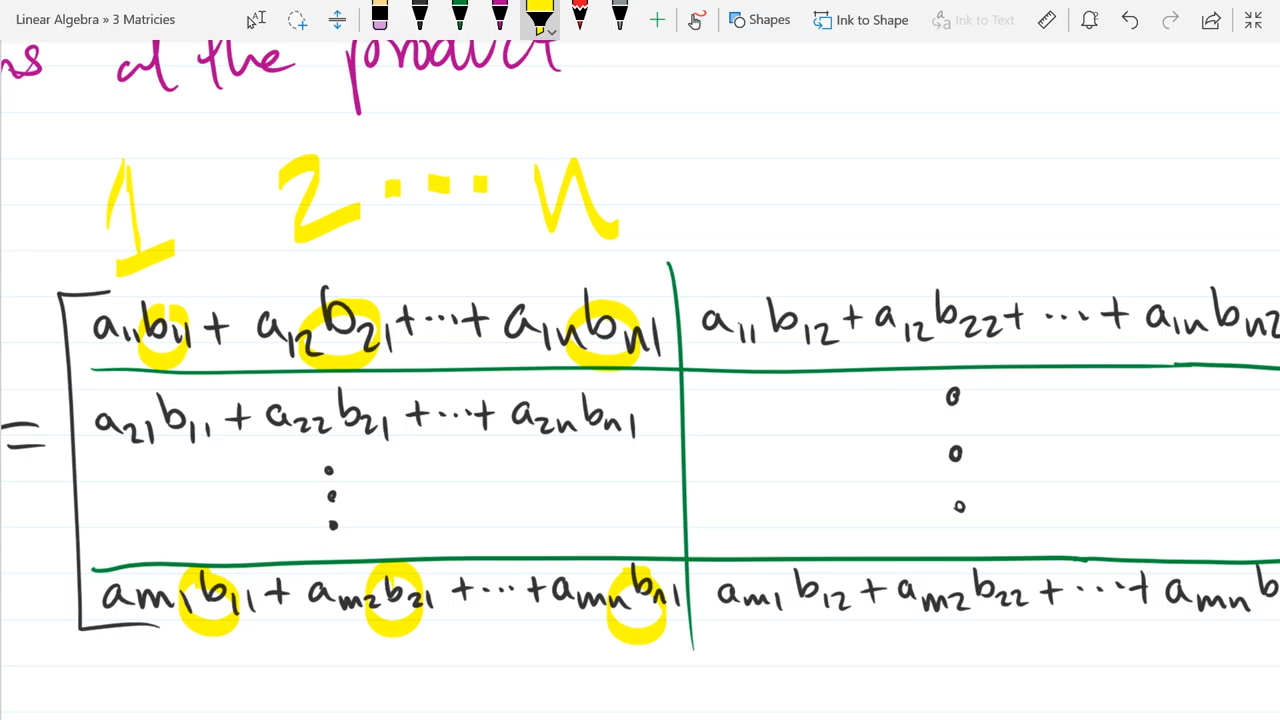 Linear Algebra » 3 Matricies
Shapes Ink to Shape Ink to Text
of the product
1 2 ... n
a₁₁b₁₁ + a₁₂b₂₁ + ... + a₁ₙbₙ₁ a₁₁b₁₂ + a₁₂b₂₂ + ... + a₁ₙbₙ₂
= a₂₁b₁₁ + a₂₂b₂₁ + ... + a₂ₙbₙ₁
aₘ₁b₁₁ + aₘ₂b₂₁ + ... + aₘₙbₙ₁ aₘ₁b₁₂ + aₘ₂b₂₂ + ... + aₘₙb